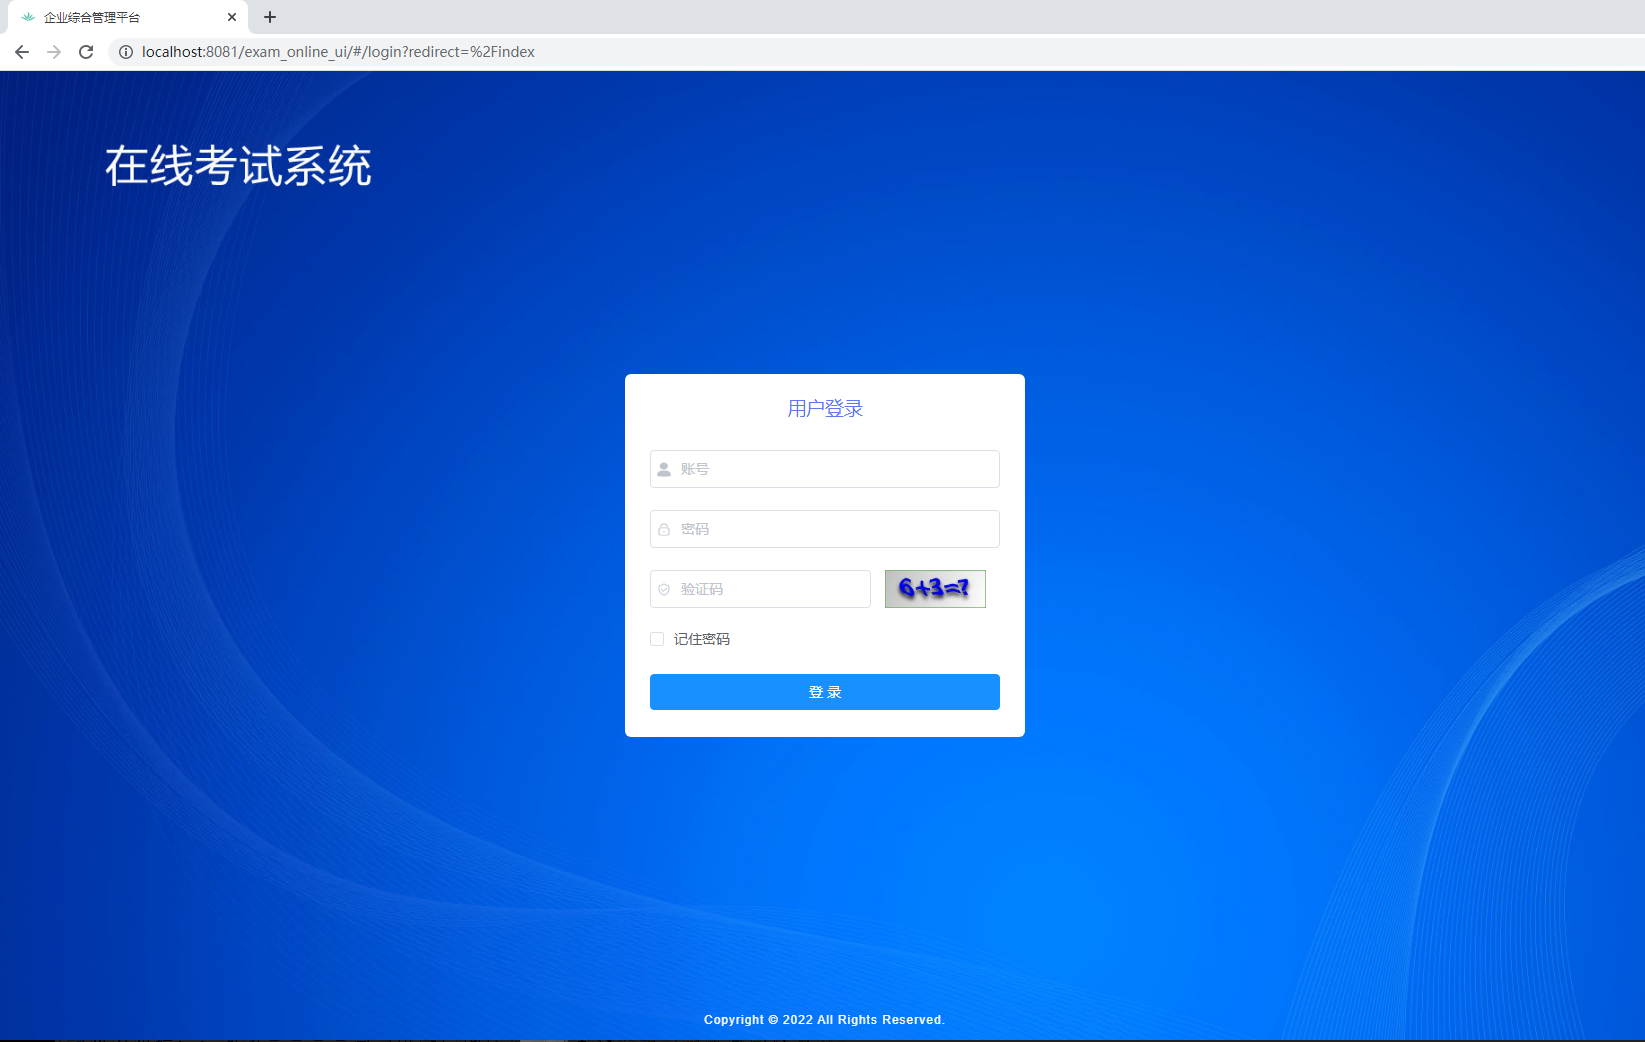 企业综合管理平台
localhost:8081/exam_online_ui/#/login?redirect=%2Findex
在线考试系统
用户登录
账号
密码
验证码
6+3=?
记住密码
登 录
Copyright © 2022 All Rights Reserved.